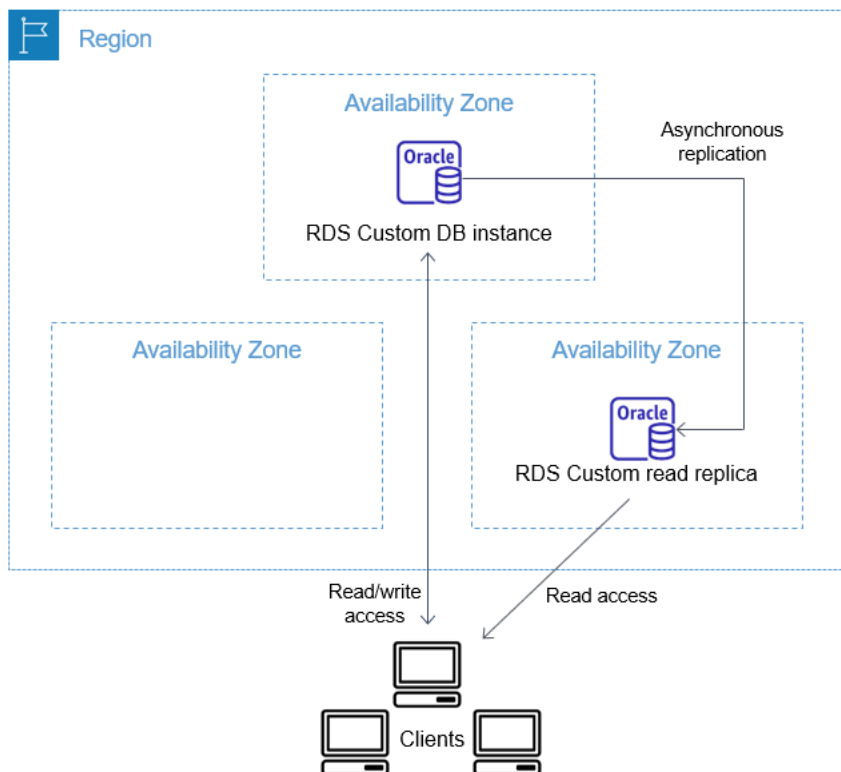 Region
Availability Zone
Oracle
RDS Custom DB instance
Asynchronous
replication
Availability Zone
Availability Zone
Oracle
RDS Custom read replica
Read/write
access
Read access
Clients